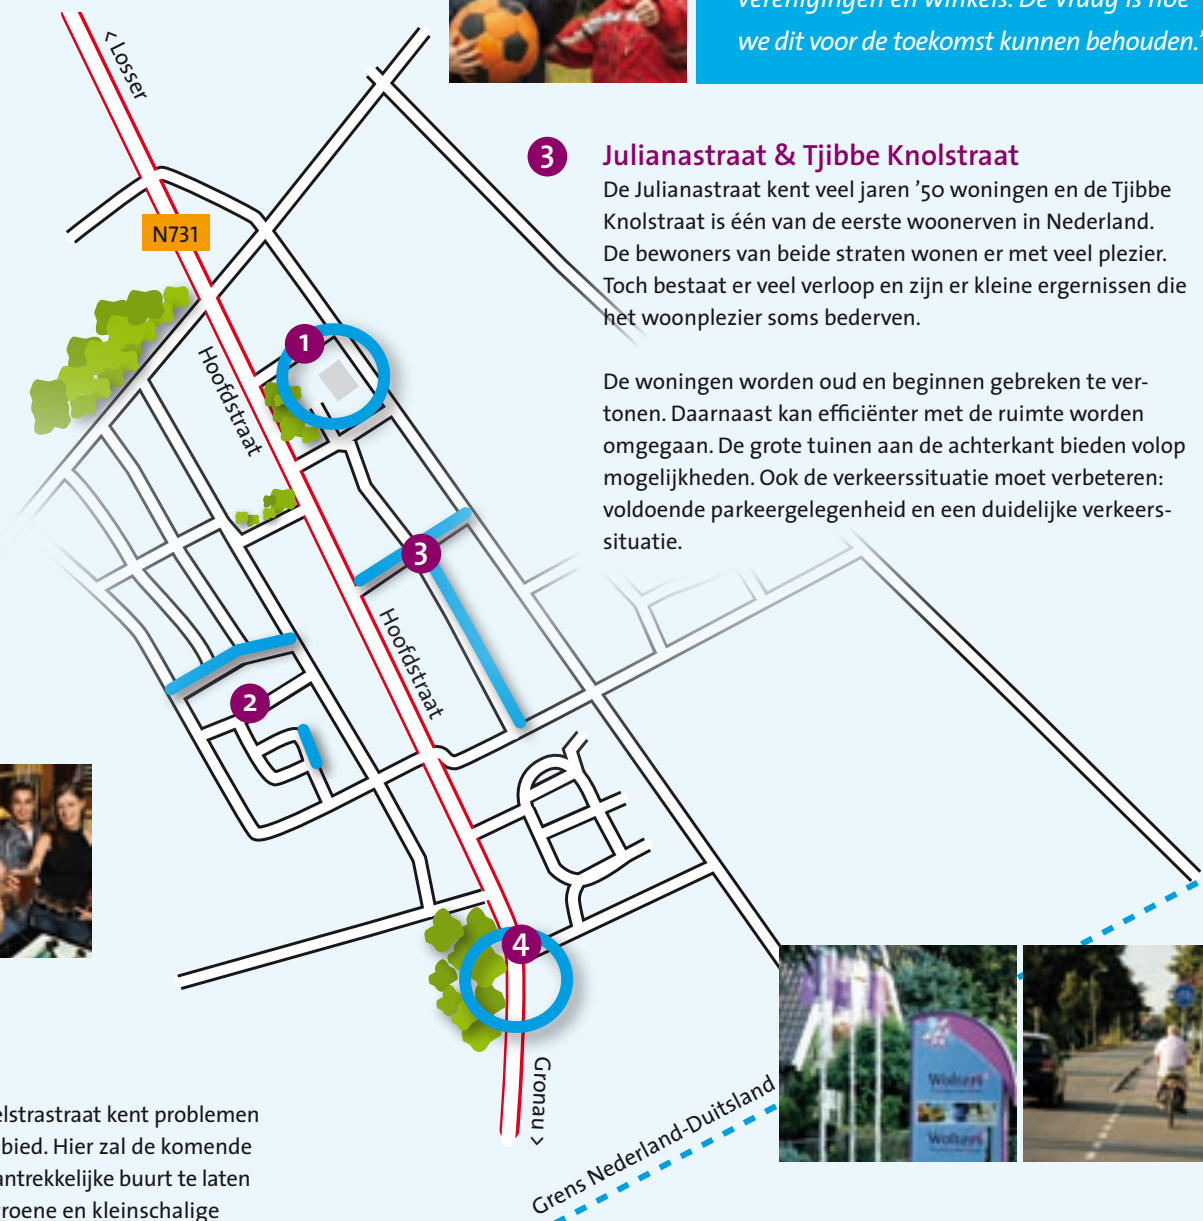 verenigingen en winkels. De vraag is hoe
we dit voor de toekomst kunnen behouden.’
< Losser
N731
Hoofdstraat
1
3
Julianastraat & Tjibbe Knolstraat
De Julianastraat kent veel jaren ’50 woningen en de Tjibbe
Knolstraat is één van de eerste woonerven in Nederland.
De bewoners van beide straten wonen er met veel plezier.
Toch bestaat er veel verloop en zijn er kleine ergernissen die
het woonplezier soms bederven.
De woningen worden oud en beginnen gebreken te ver-
tonen. Daarnaast kan efficiënter met de ruimte worden
omgegaan. De grote tuinen aan de achterkant bieden volop
mogelijkheden. Ook de verkeerssituatie moet verbeteren:
voldoende parkeergelegenheid en een duidelijke verkeers-
situatie.
3
Hoofdstraat
2
4
Gronau >
Grens Nederland-Duitsland
Wolters
Wolters
elstrastraat kent problemen
bied. Hier zal de komende
antrekkelijke buurt te laten
groene en kleinschalige